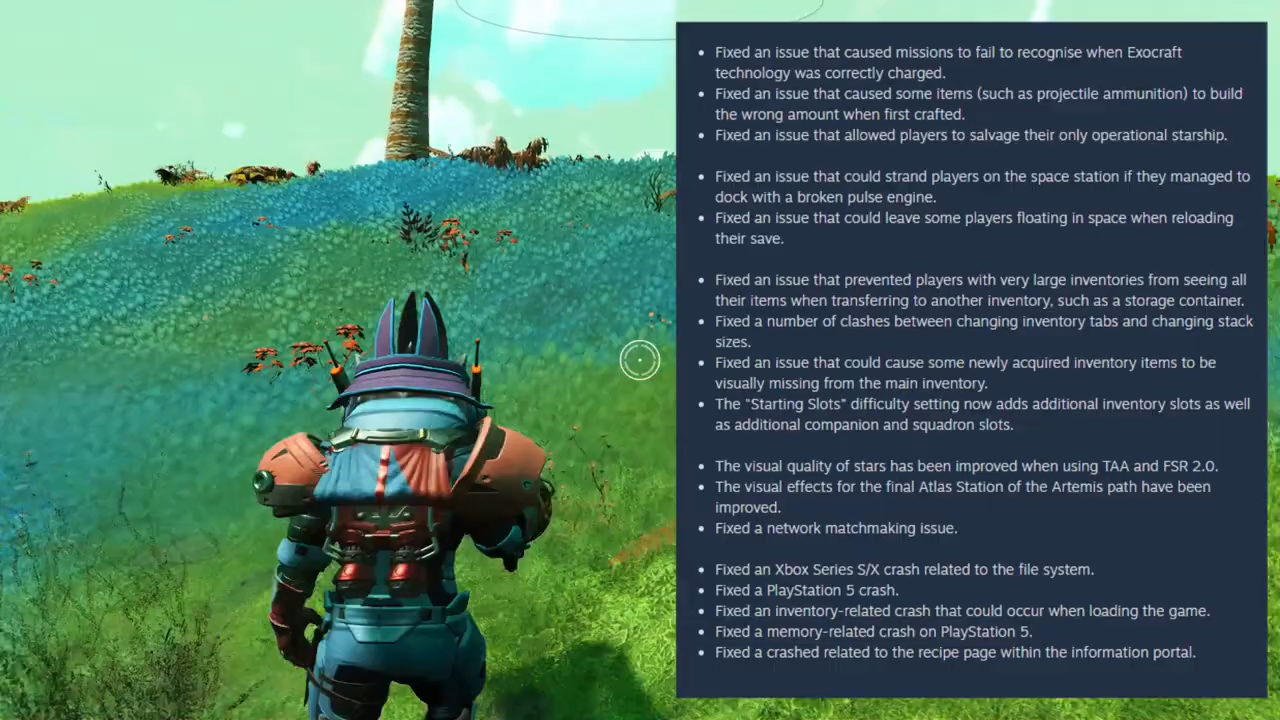 • Fixed an issue that caused missions to fail to recognise when Exocraft
technology was correctly charged.
• Fixed an issue that caused some items (such as projectile ammunition) to build
the wrong amount when first crafted.
• Fixed an issue that allowed players to salvage their only operational starship.
• Fixed an issue that could strand players on the space station if they managed to
dock with a broken pulse engine.
• Fixed an issue that could leave some players floating in space when reloading
their save.
• Fixed an issue that prevented players with very large inventories from seeing all
their items when transferring to another inventory, such as a storage container.
• Fixed a number of clashes between changing inventory tabs and changing stack
sizes.
• Fixed an issue that could cause some newly acquired inventory items to be
visually missing from the main inventory.
• The "Starting Slots" difficulty setting now adds additional inventory slots as well
as additional companion and squadron slots.
• The visual quality of stars has been improved when using TAA and FSR 2.0.
• The visual effects for the final Atlas Station of the Artemis path have been
improved.
• Fixed a network matchmaking issue.
• Fixed an Xbox Series S/X crash related to the file system.
• Fixed a PlayStation 5 crash.
• Fixed an inventory-related crash that could occur when loading the game.
• Fixed a memory-related crash on PlayStation 5.
• Fixed a crashed related to the recipe page within the information portal.